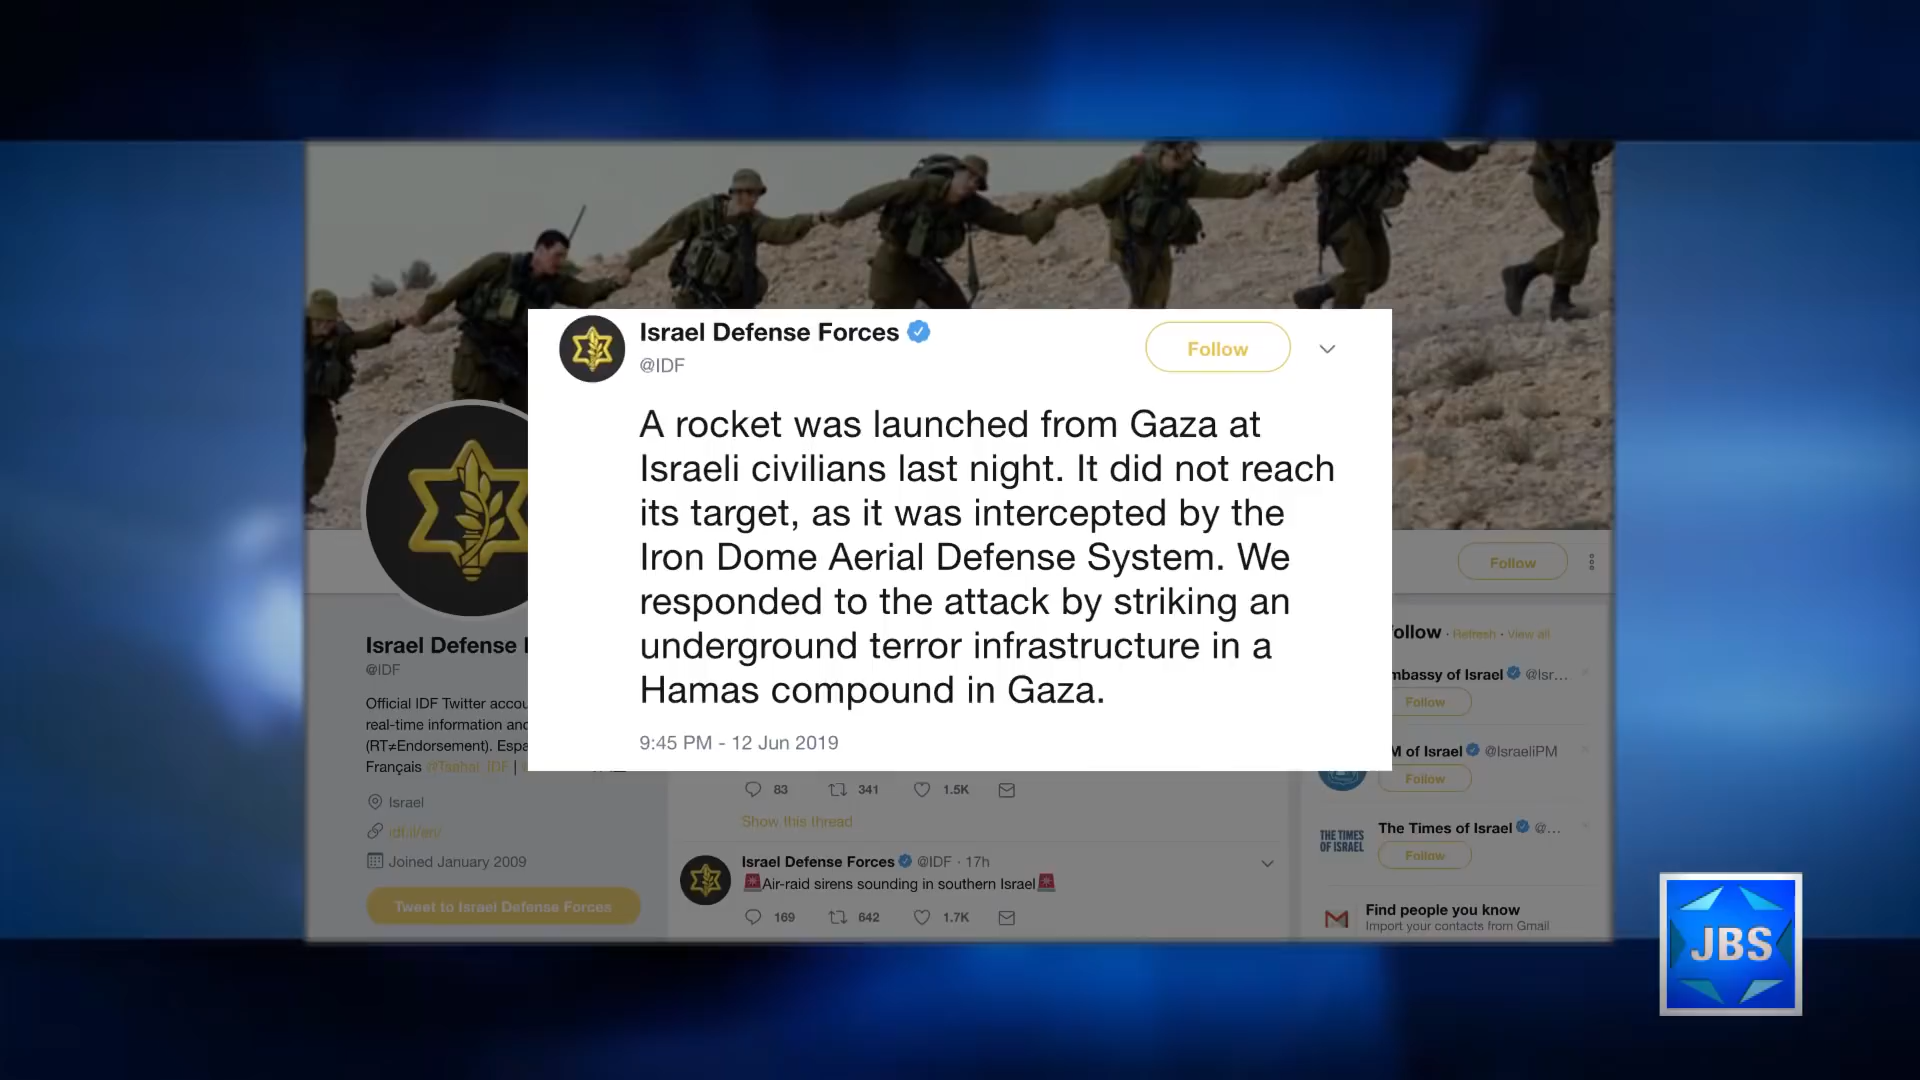 Israel Defense Forces
@IDF
Follow
A rocket was launched from Gaza at
Israeli civilians last night. It did not reach
its target, as it was intercepted by the
Iron Dome Aerial Defense System. We
responded to the attack by striking an
underground terror infrastructure in a
Hamas compound in Gaza.
9:45 PM - 12 Jun 2019
Israel Defense
@IDF
Official IDF Twitter
real-time information
(RT≠Endorsement).
Français @Tsahal_IDF |
Israel
idf.il/en/
Joined January 2009
Tweet to Israel Defense Forces
83 341 1.5K
Show this thread
Israel Defense Forces @IDF · 17h
Air-raid sirens sounding in southern Israel
169 642 1.7K
Follow
ollow · Refresh · View all
mbassy of Israel @Isr...
Follow
M of Israel @IsraeliPM
Follow
THE TIMES
OF ISRAEL
The Times of Israel @...
Follow
Find people you know
Import your contacts from Gmail
JBS